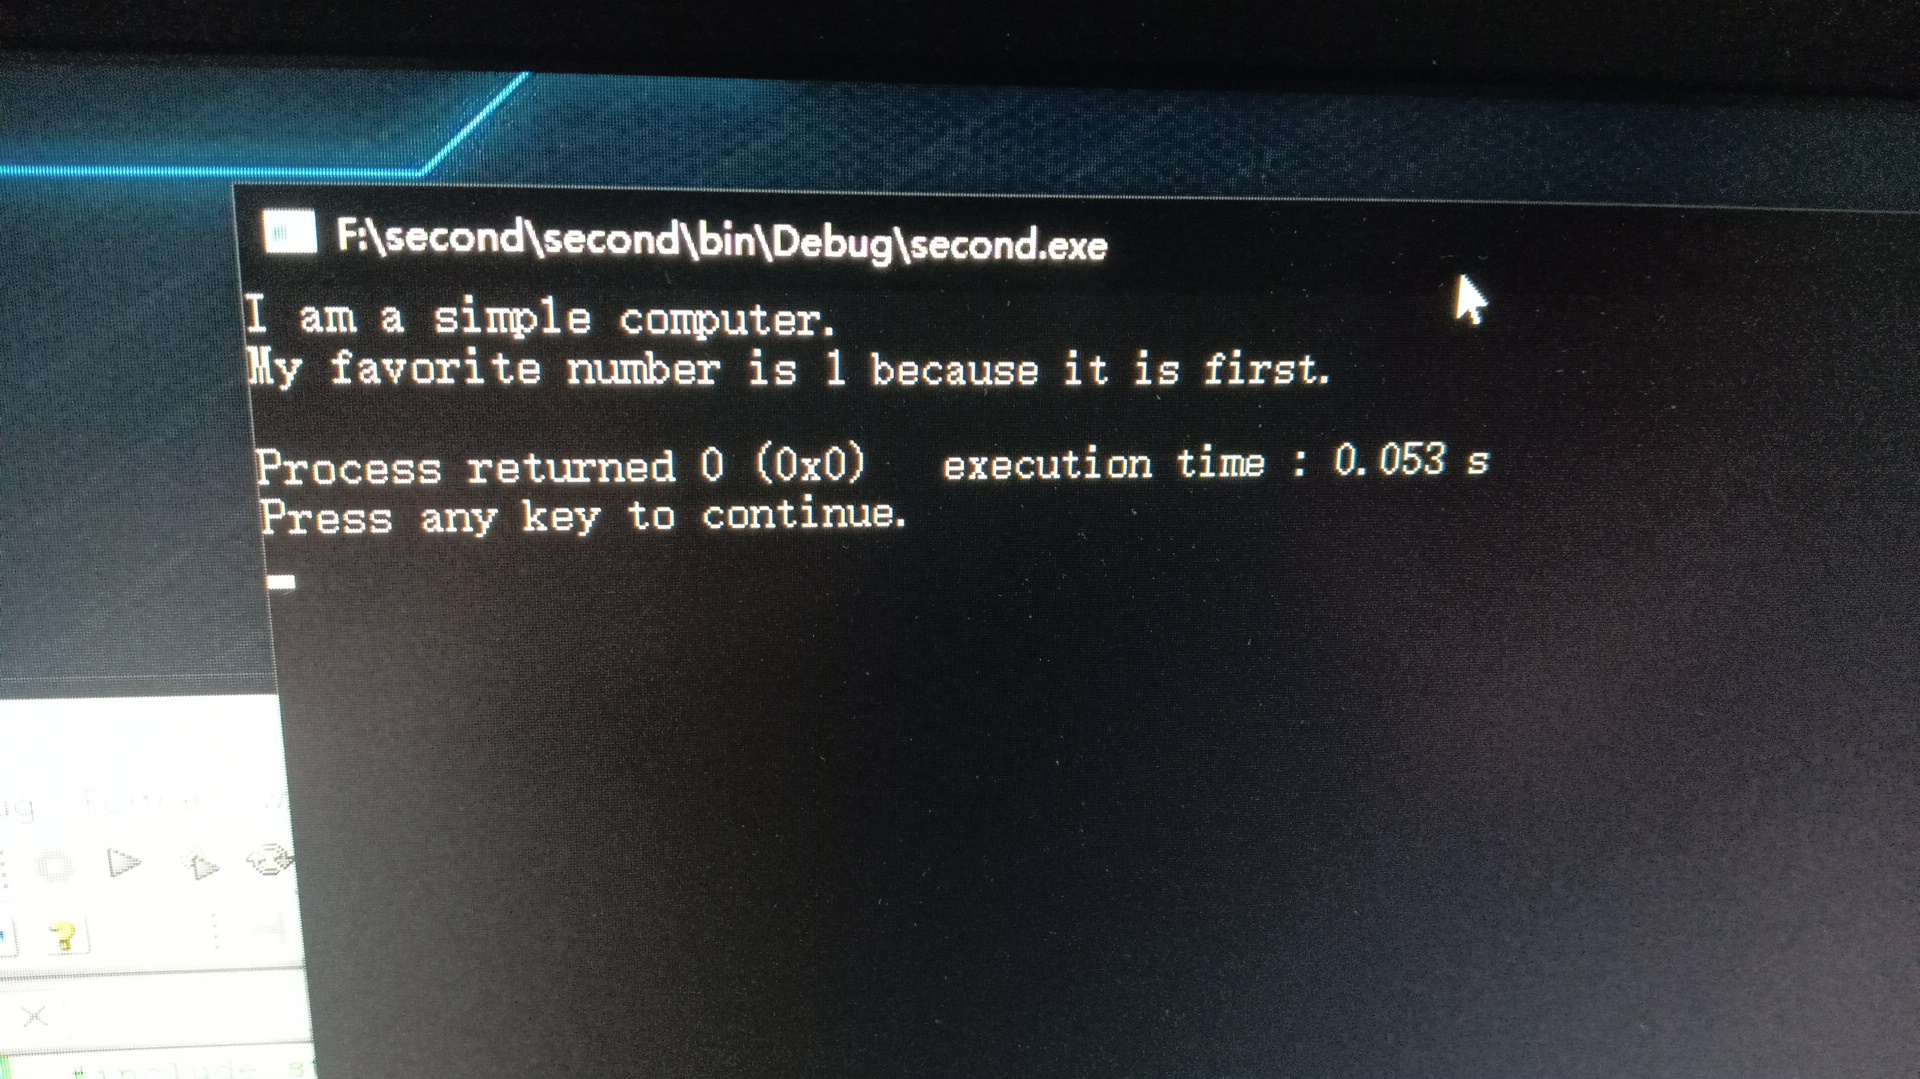 F:\second\second\bin\Debug\second.exe
I am a simple computer.
My favorite number is 1 because it is first.
Process returned 0 (0x0)   execution time : 0.053 s
Press any key to continue.
#include